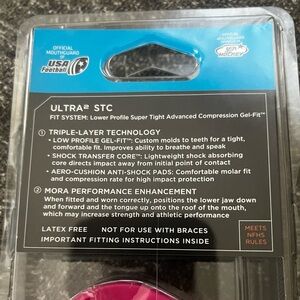 OFFICIAL
MOUTHGUARD
of
USA
Football
OFFICIAL
MOUTHGUARD
ULTRA² STC
FIT SYSTEM: Lower Profile Super Tight Advanced Compression Gel-Fit™
1 TRIPLE-LAYER TECHNOLOGY
• LOW PROFILE GEL-FIT™: Custom molds to teeth for a tight,
comfortable fit. Improves ability to breathe and speak
• SHOCK TRANSFER CORE™: Lightweight shock absorbing
core directs impact away from initial point of contact
• AERO-CUSHION ANTI-SHOCK PADS: Comfortable molar fit
and compression rate for high impact protection
2 MORA PERFORMANCE ENHANCEMENT
When fitted and worn correctly, positions the lower jaw down
and forward and the tongue up onto the roof of the mouth,
which may increase strength and athletic performance
LATEX FREE NOT FOR USE WITH BRACES
IMPORTANT FITTING INSTRUCTIONS INSIDE
MEETS
NFHS
RULES